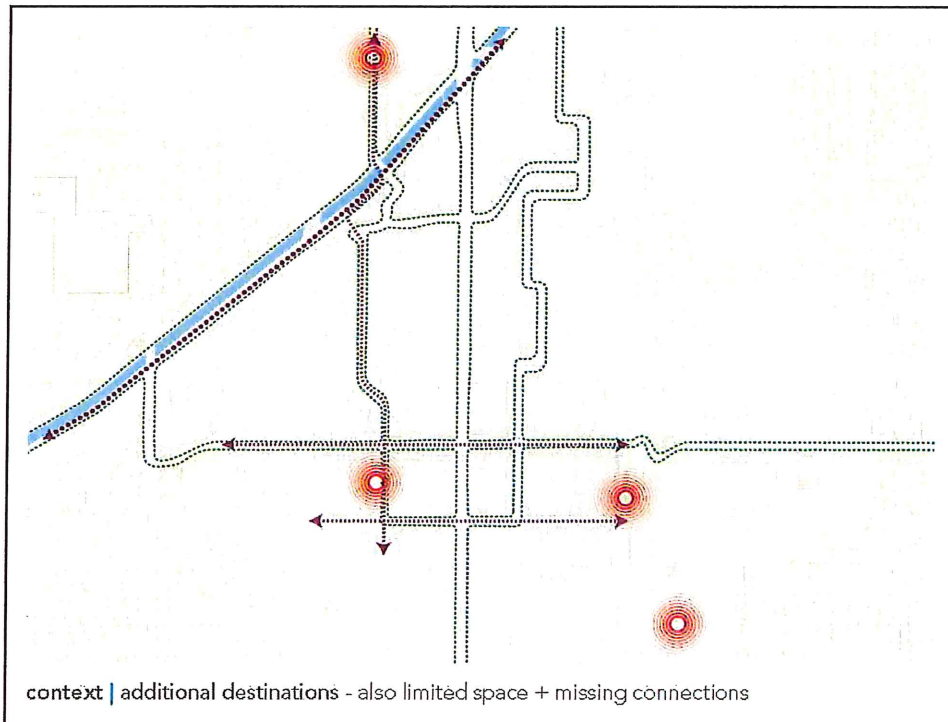 context | additional destinations - also limited space + missing connections